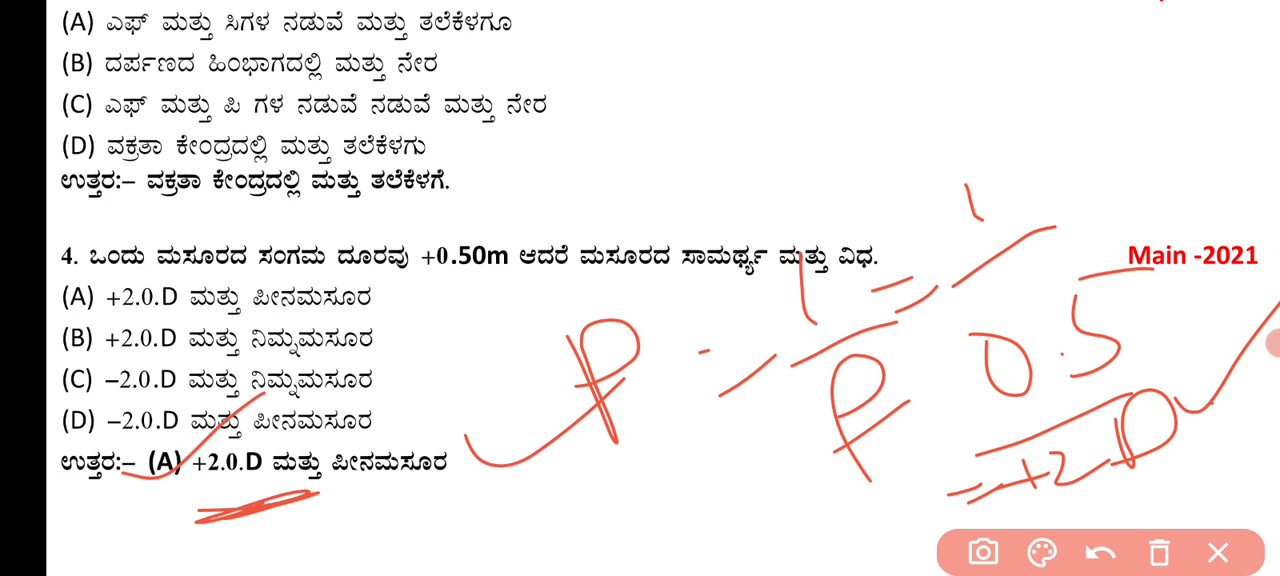 (A) ಎಫ್ ಮತ್ತು ಸಿಗಳ ನಡುವೆ ಮತ್ತು ತಲೆಕೆಳಗೂ
(B) ದರ್ಪಣದ ಹಿಂಭಾಗದಲ್ಲಿ ಮತ್ತು ನೇರ
(C) ಎಫ್ ಮತ್ತು ಪಿ ಗಳ ನಡುವೆ ನಡುವೆ ಮತ್ತು ನೇರ
(D) ವಕ್ರತಾ ಕೇಂದ್ರದಲ್ಲಿ ಮತ್ತು ತಲೆಕೆಳಗು
ಉತ್ತರ:– ವಕ್ರತಾ ಕೇಂದ್ರದಲ್ಲಿ ಮತ್ತು ತಲೆಕೆಳಗೆ.
4. ಒಂದು ಮಸೂರದ ಸಂಗಮ ದೂರವು +0.50m ಆದರೆ ಮಸೂರದ ಸಾಮರ್ಥ್ಯ ಮತ್ತು ವಿಧ. Main -2021
(A) +2.0.D ಮತ್ತು ಪೀನಮಸೂರ
(B) +2.0.D ಮತ್ತು ನಿಮ್ನಮಸೂರ
(C) –2.0.D ಮತ್ತು ನಿಮ್ನಮಸೂರ
(D) –2.0.D ಮತ್ತು ಪೀನಮಸೂರ
ಉತ್ತರ:– (A) +2.0.D ಮತ್ತು ಪೀನಮಸೂರ
P = 1/P = 1/0.5
= +2 D